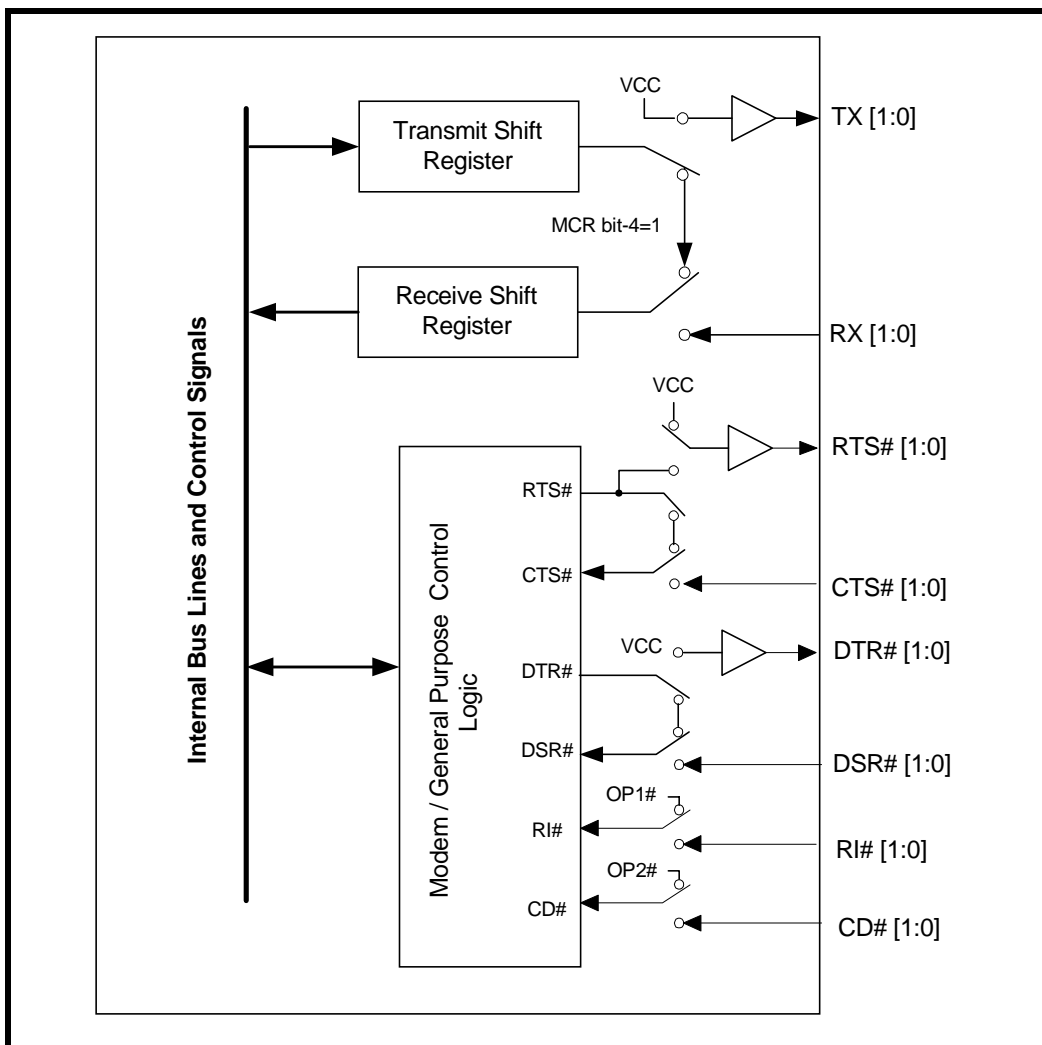 VCC
TX [1:0]
Transmit Shift
Register
MCR bit-4=1
Receive Shift
Register
RX [1:0]
Internal Bus Lines and Control Signals
VCC
RTS# [1:0]
Modem / General Purpose Control
Logic
RTS#
CTS#
CTS# [1:0]
VCC
DTR# [1:0]
DTR#
DSR#
DSR# [1:0]
OP1#
RI#
RI# [1:0]
OP2#
CD#
CD# [1:0]